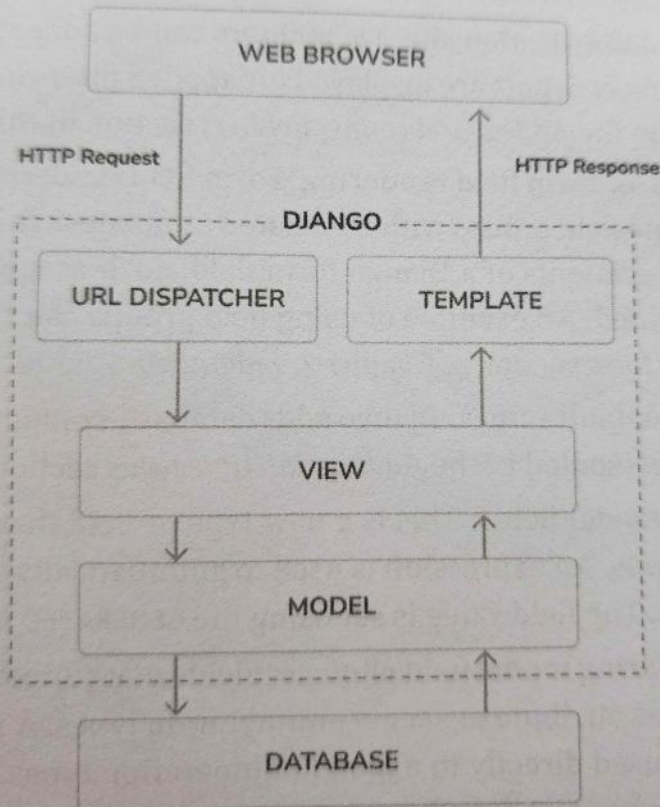 WEB BROWSER
HTTP Request
HTTP Response
DJANGO
URL DISPATCHER
TEMPLATE
VIEW
MODEL
DATABASE